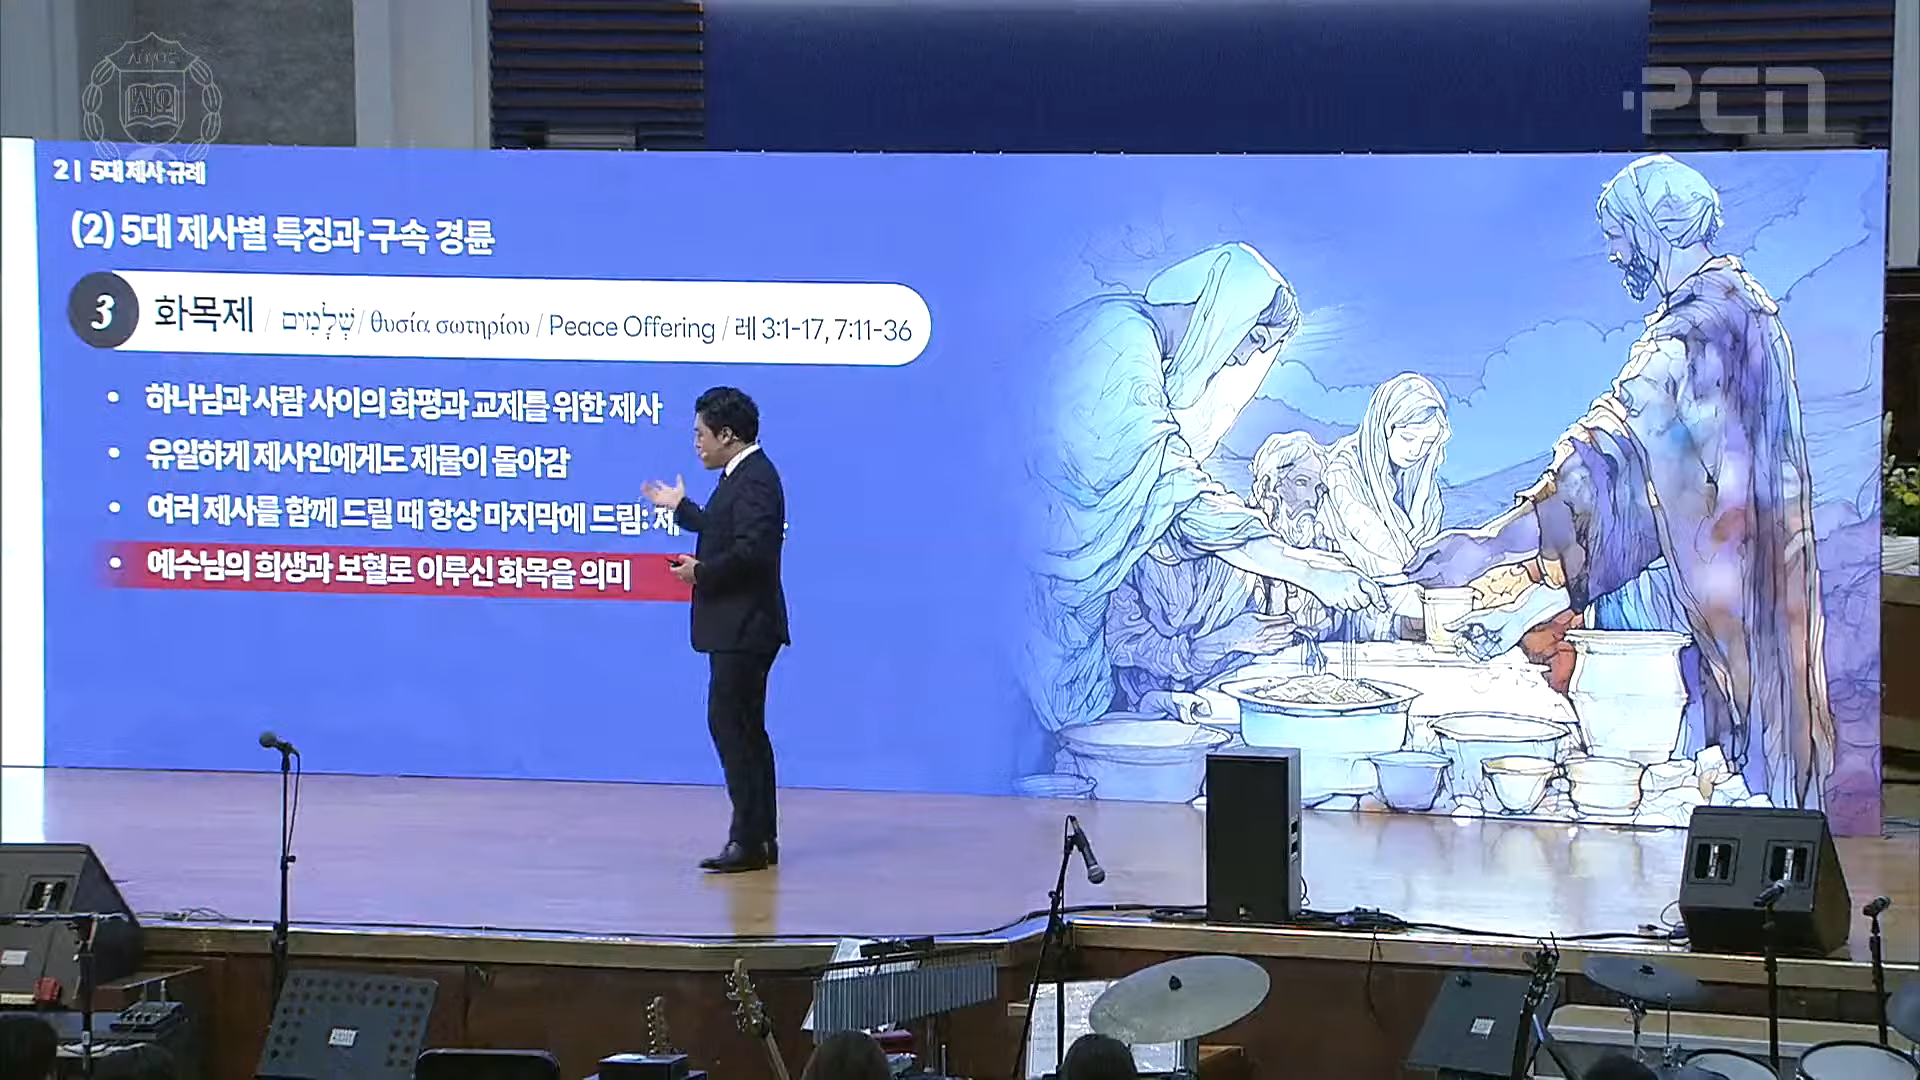 Λόγος
Α Ω
PCN
2 | 5대 제사 규례
(2) 5대 제사별 특징과 구속 경륜
3 화목제 / שְׁלָמִים / θυσία σωτηρίου / Peace Offering / 레 3:1-17, 7:11-36
• 하나님과 사람 사이의 화평과 교제를 위한 제사
• 유일하게 제사인에게도 제물이 돌아감
• 여러 제사를 함께 드릴 때 항상 마지막에 드림:
• 예수님의 희생과 보혈로 이루신 화목을 의미